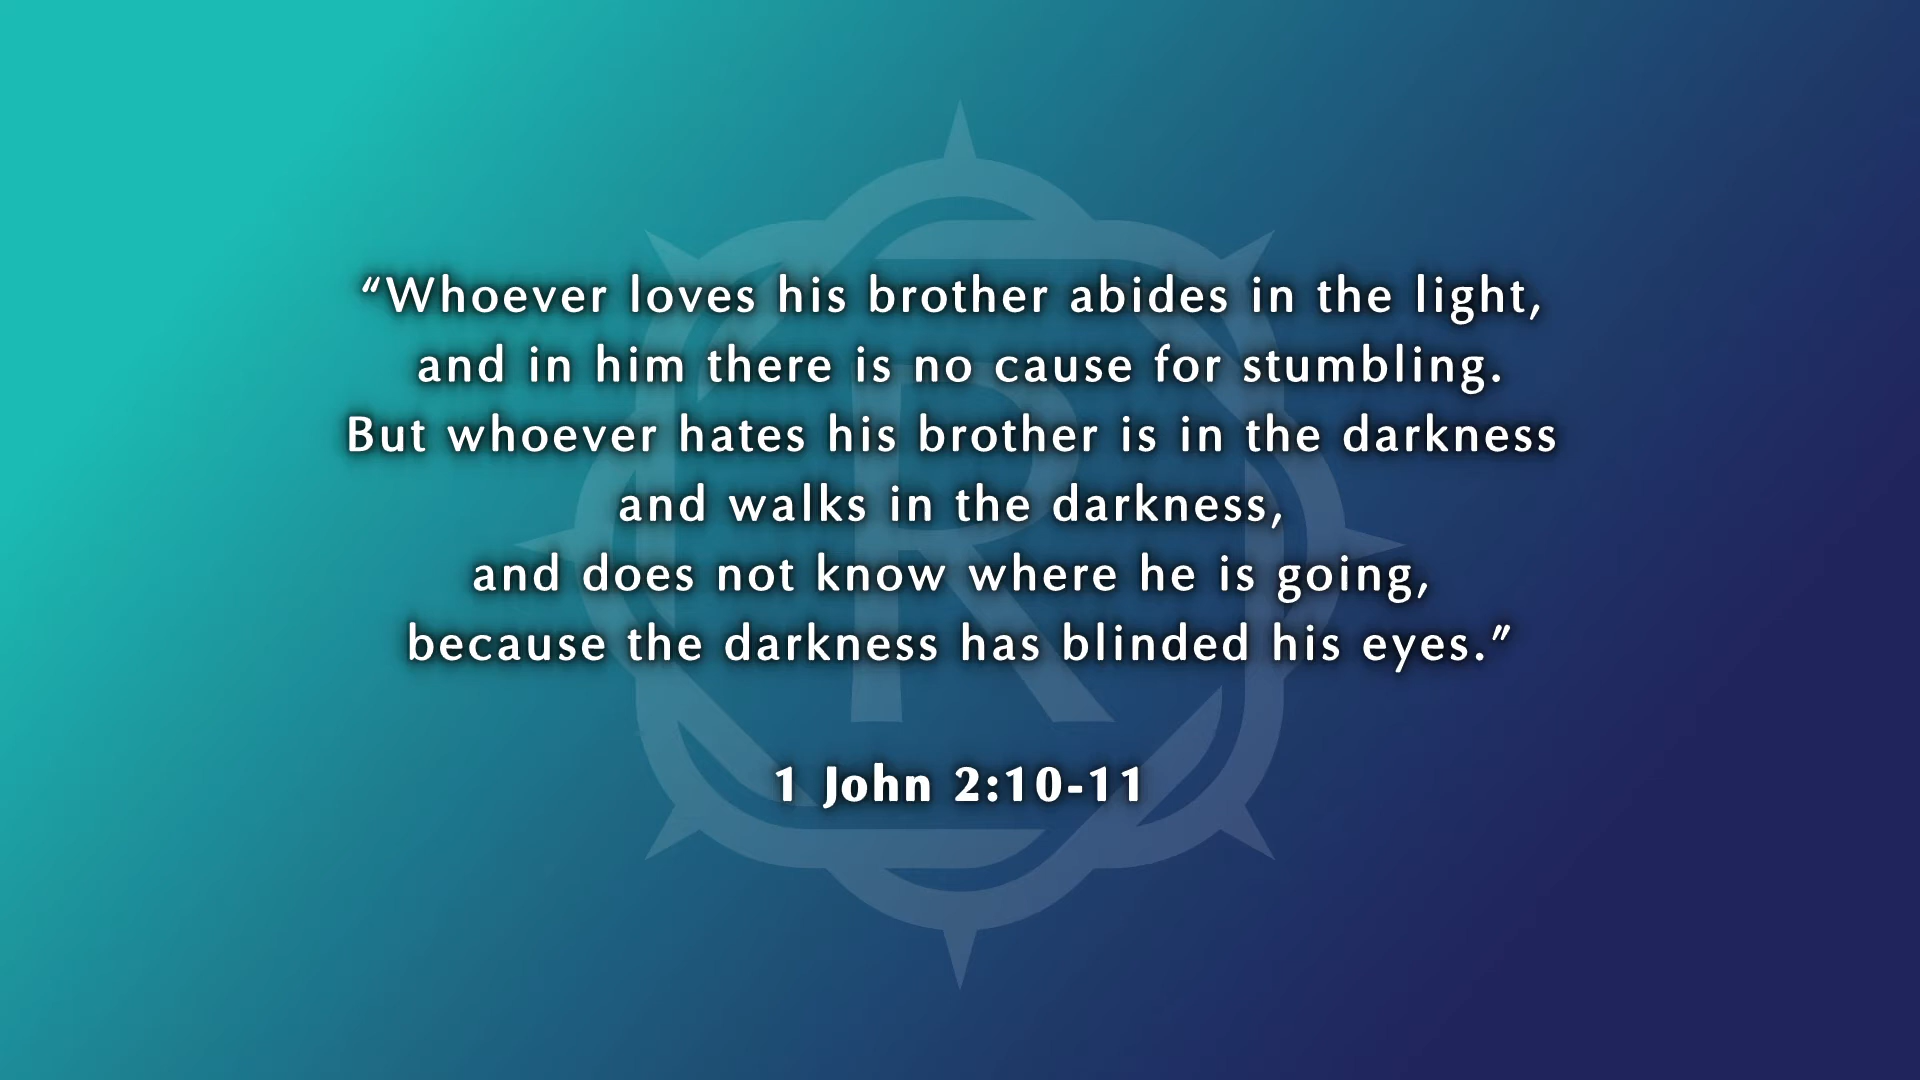 “Whoever loves his brother abides in the light,
and in him there is no cause for stumbling.
But whoever hates his brother is in the darkness
and walks in the darkness,
and does not know where he is going,
because the darkness has blinded his eyes.”
1 John 2:10-11
R